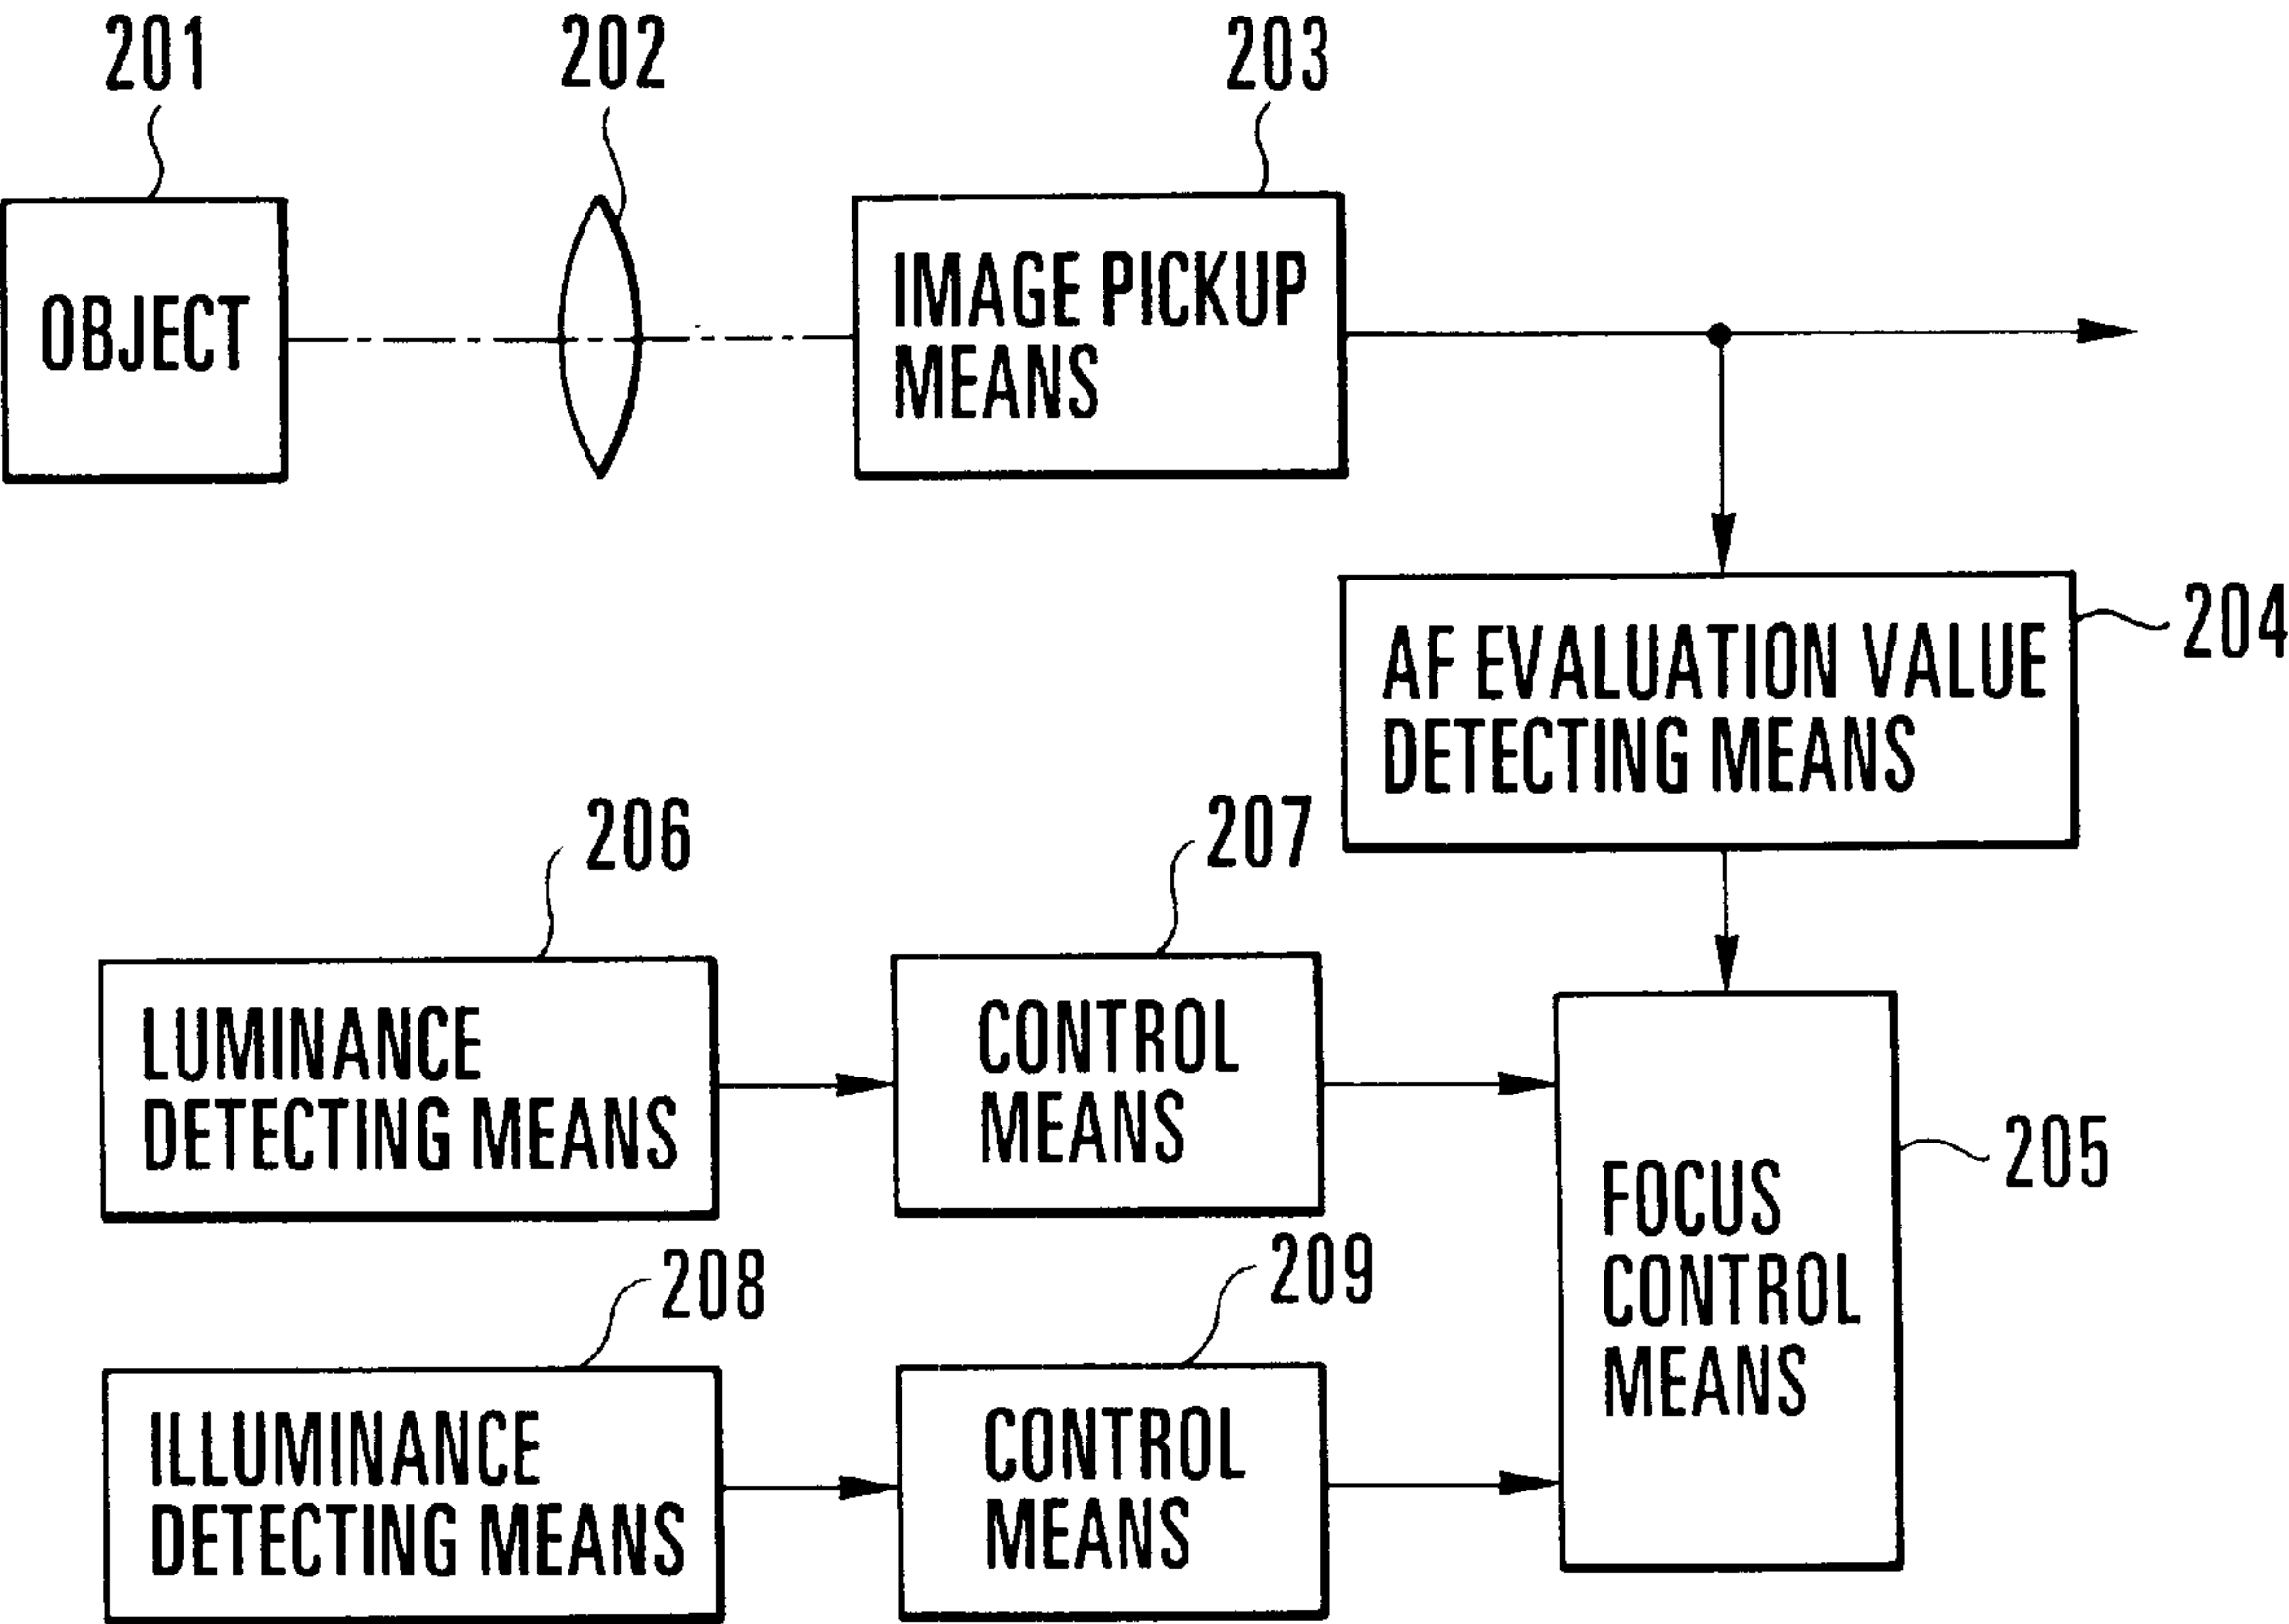 201
202
203
OBJECT
IMAGE PICKUP
MEANS
204
AF EVALUATION VALUE
DETECTING MEANS
206
207
LUMINANCE
DETECTING MEANS
CONTROL
MEANS
205
FOCUS
CONTROL
MEANS
208
209
ILLUMINANCE
DETECTING MEANS
CONTROL
MEANS